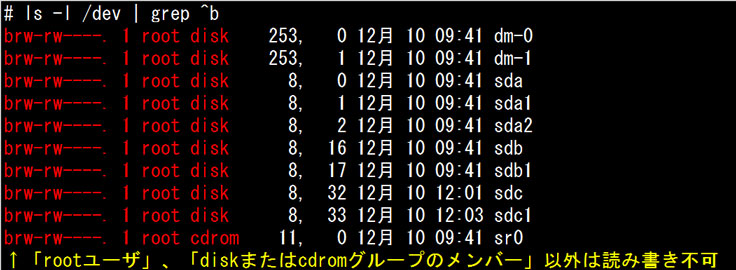 # ls -l /dev | grep ^b
brw-rw----. 1 root disk    253,   0 12月 10 09:41 dm-0
brw-rw----. 1 root disk    253,   1 12月 10 09:41 dm-1
brw-rw----. 1 root disk      8,   0 12月 10 09:41 sda
brw-rw----. 1 root disk      8,   1 12月 10 09:41 sda1
brw-rw----. 1 root disk      8,   2 12月 10 09:41 sda2
brw-rw----. 1 root disk      8,  16 12月 10 09:41 sdb
brw-rw----. 1 root disk      8,  17 12月 10 09:41 sdb1
brw-rw----. 1 root disk      8,  32 12月 10 12:01 sdc
brw-rw----. 1 root disk      8,  33 12月 10 12:03 sdc1
brw-rw----. 1 root cdrom    11,   0 12月 10 09:41 sr0
↑「rootユーザ」、「diskまたはcdromグループのメンバー」以外は読み書き不可